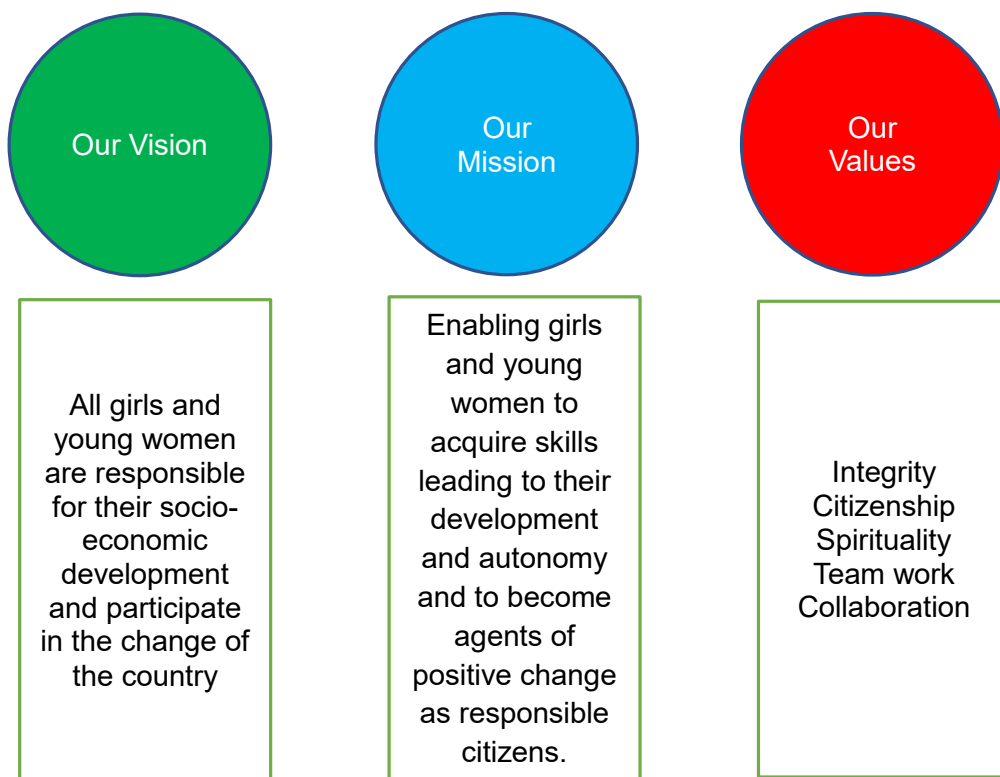 Our Vision
Our
Mission
Our
Values
All girls and
young women
are responsible
for their socio-
economic
development
and participate
in the change of
the country
Enabling girls
and young
women to
acquire skills
leading to their
development
and autonomy
and to become
agents of
positive change
as responsible
citizens.
Integrity
Citizenship
Spirituality
Team work
Collaboration